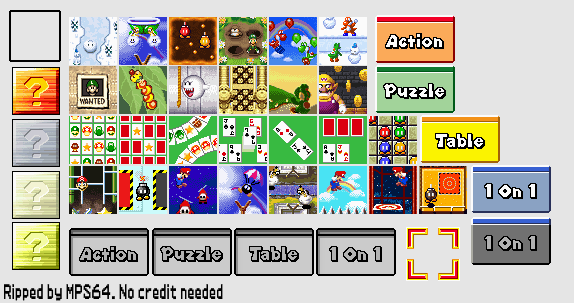 Action
?
WANTED
Puzzle
?
Table
?
1 On 1
?
Action Puzzle Table 1 On 1
1 On 1
Ripped by MPS64. No credit needed